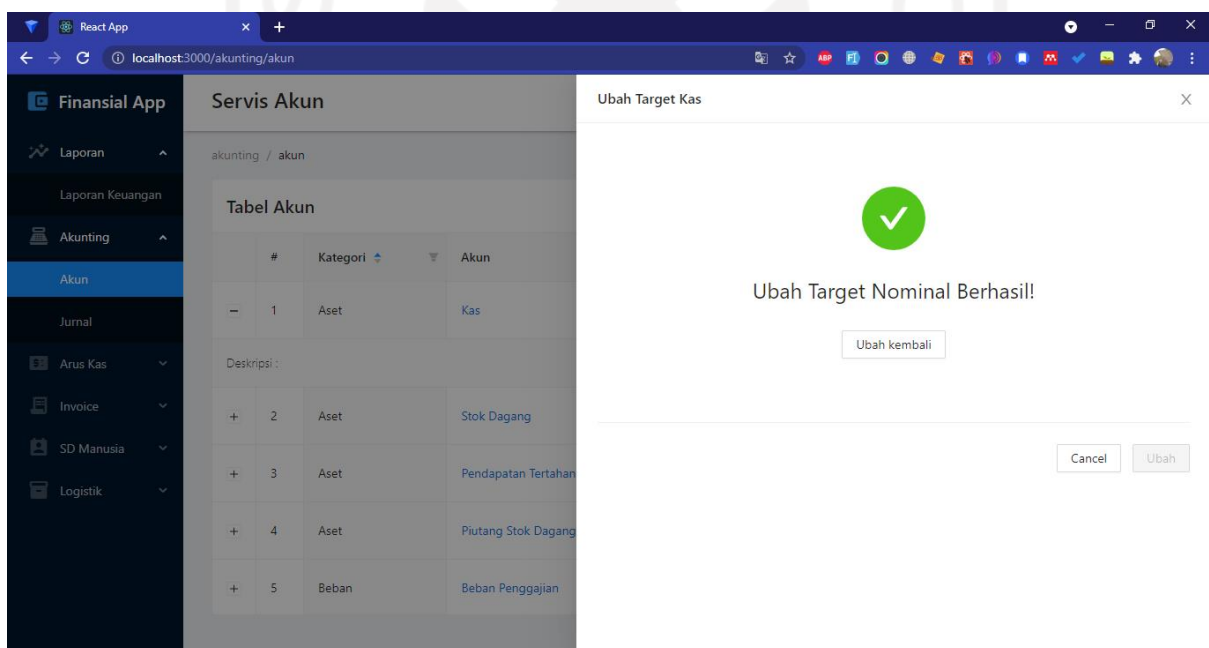 React App
localhost:3000/akunting/akun
ABP
Finansial App
Laporan
Laporan Keuangan
Akunting
Akun
Jurnal
Arus Kas
Invoice
SD Manusia
Logistik
Servis Akun
akunting / akun
Tabel Akun
# Kategori Akun
1 Aset Kas
Deskripsi :
2 Aset Stok Dagang
3 Aset Pendapatan Tertahan
4 Aset Piutang Stok Dagang
5 Beban Beban Penggajian
Ubah Target Kas
Ubah Target Nominal Berhasil!
Ubah kembali
Cancel Ubah